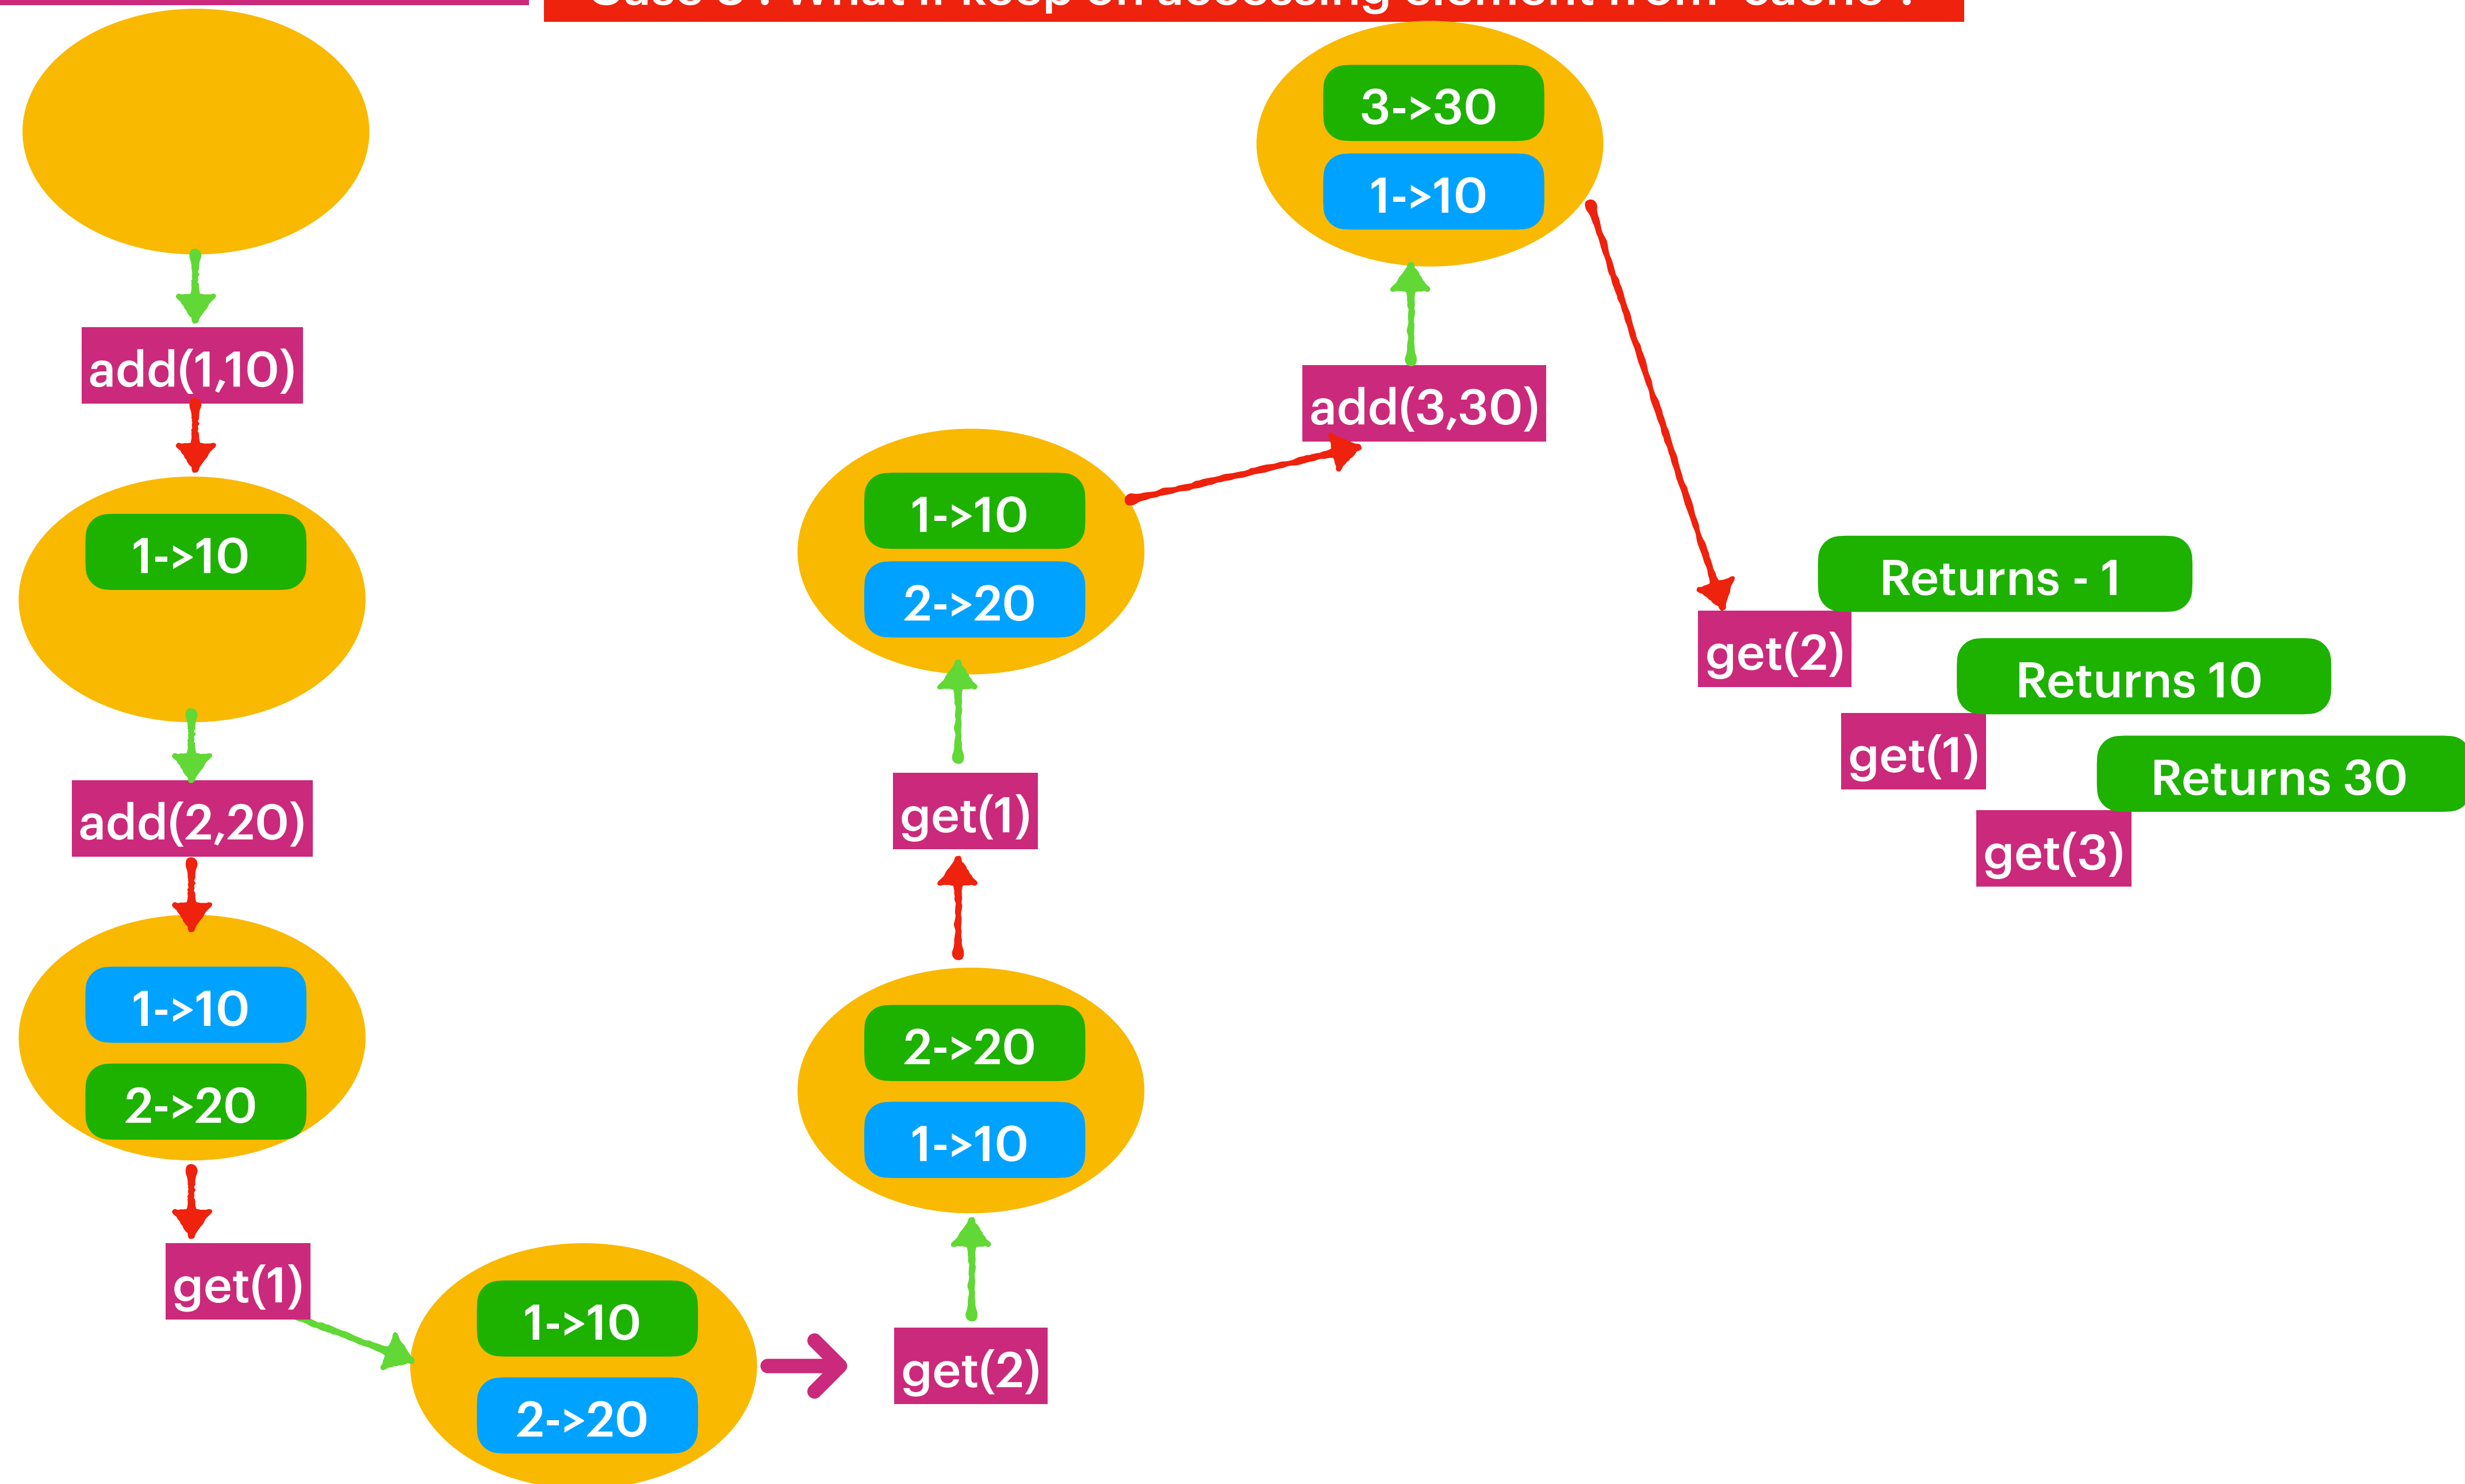 add(1,10)
1->10
add(2,20)
1->10
2->20
get(1)
1->10
2->20
get(2)
2->20
1->10
get(1)
1->10
2->20
add(3,30)
3->30
1->10
get(2)
Returns - 1
get(1)
Returns 10
get(3)
Returns 30